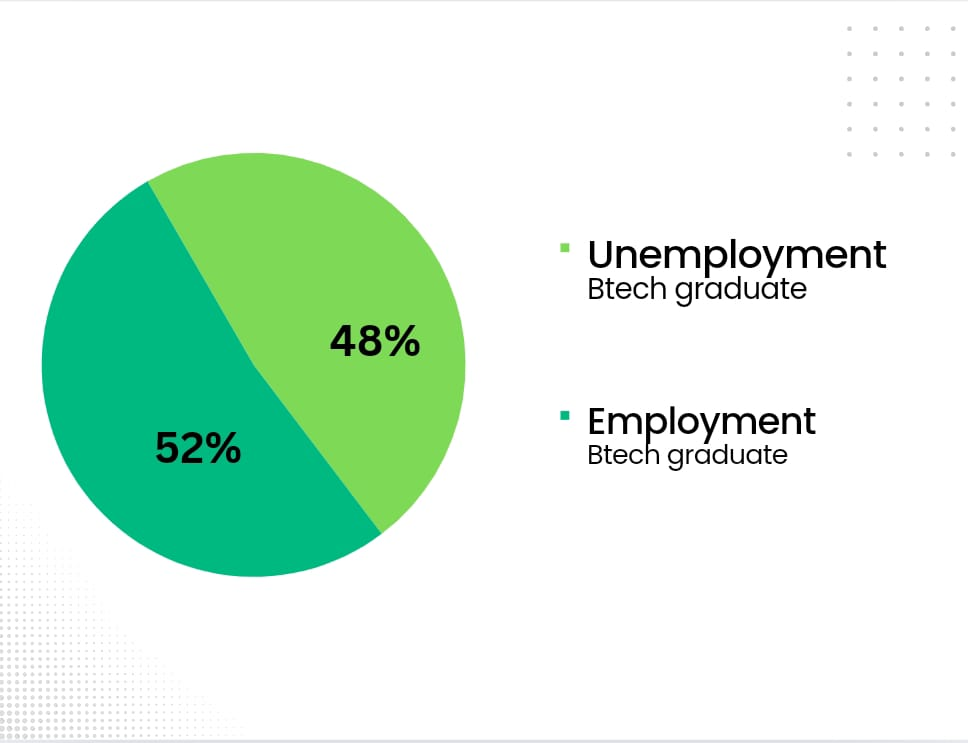 48%
52%
Unemployment
Btech graduate
Employment
Btech graduate